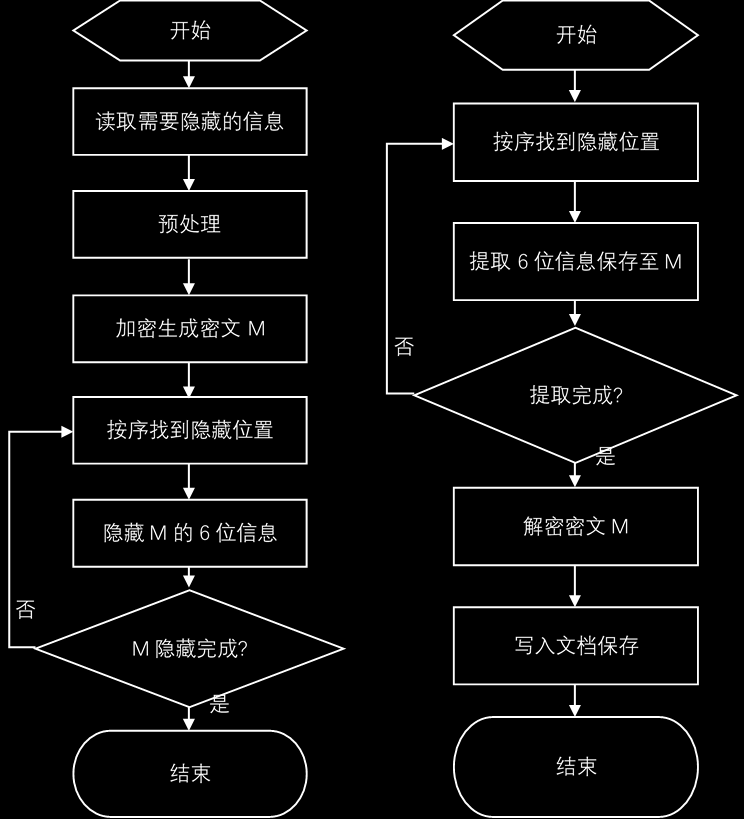 开始
读取需要隐藏的信息
预处理
加密生成密文 M
按序找到隐藏位置
隐藏 M 的 6 位信息
否
M 隐藏完成?
是
结束
开始
按序找到隐藏位置
提取 6 位信息保存至 M
否
提取完成?
是
解密密文 M
写入文档保存
结束